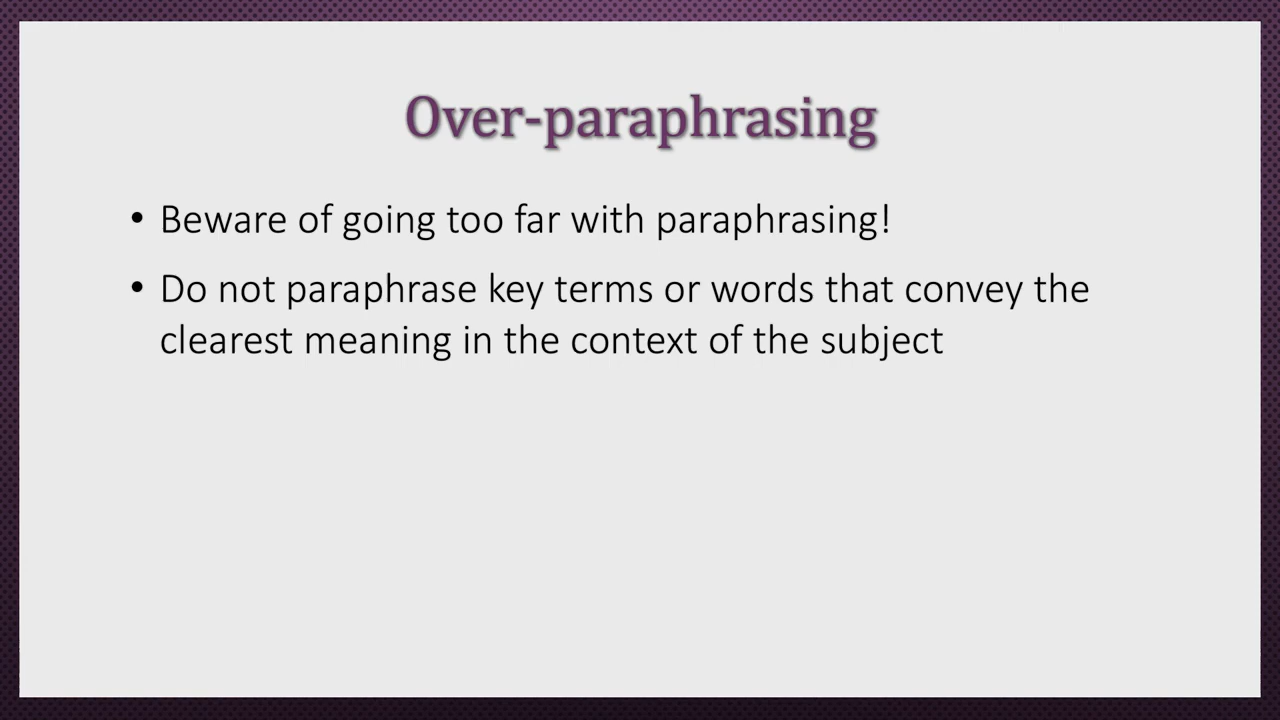 Over-paraphrasing
• Beware of going too far with paraphrasing!
• Do not paraphrase key terms or words that convey the
clearest meaning in the context of the subject